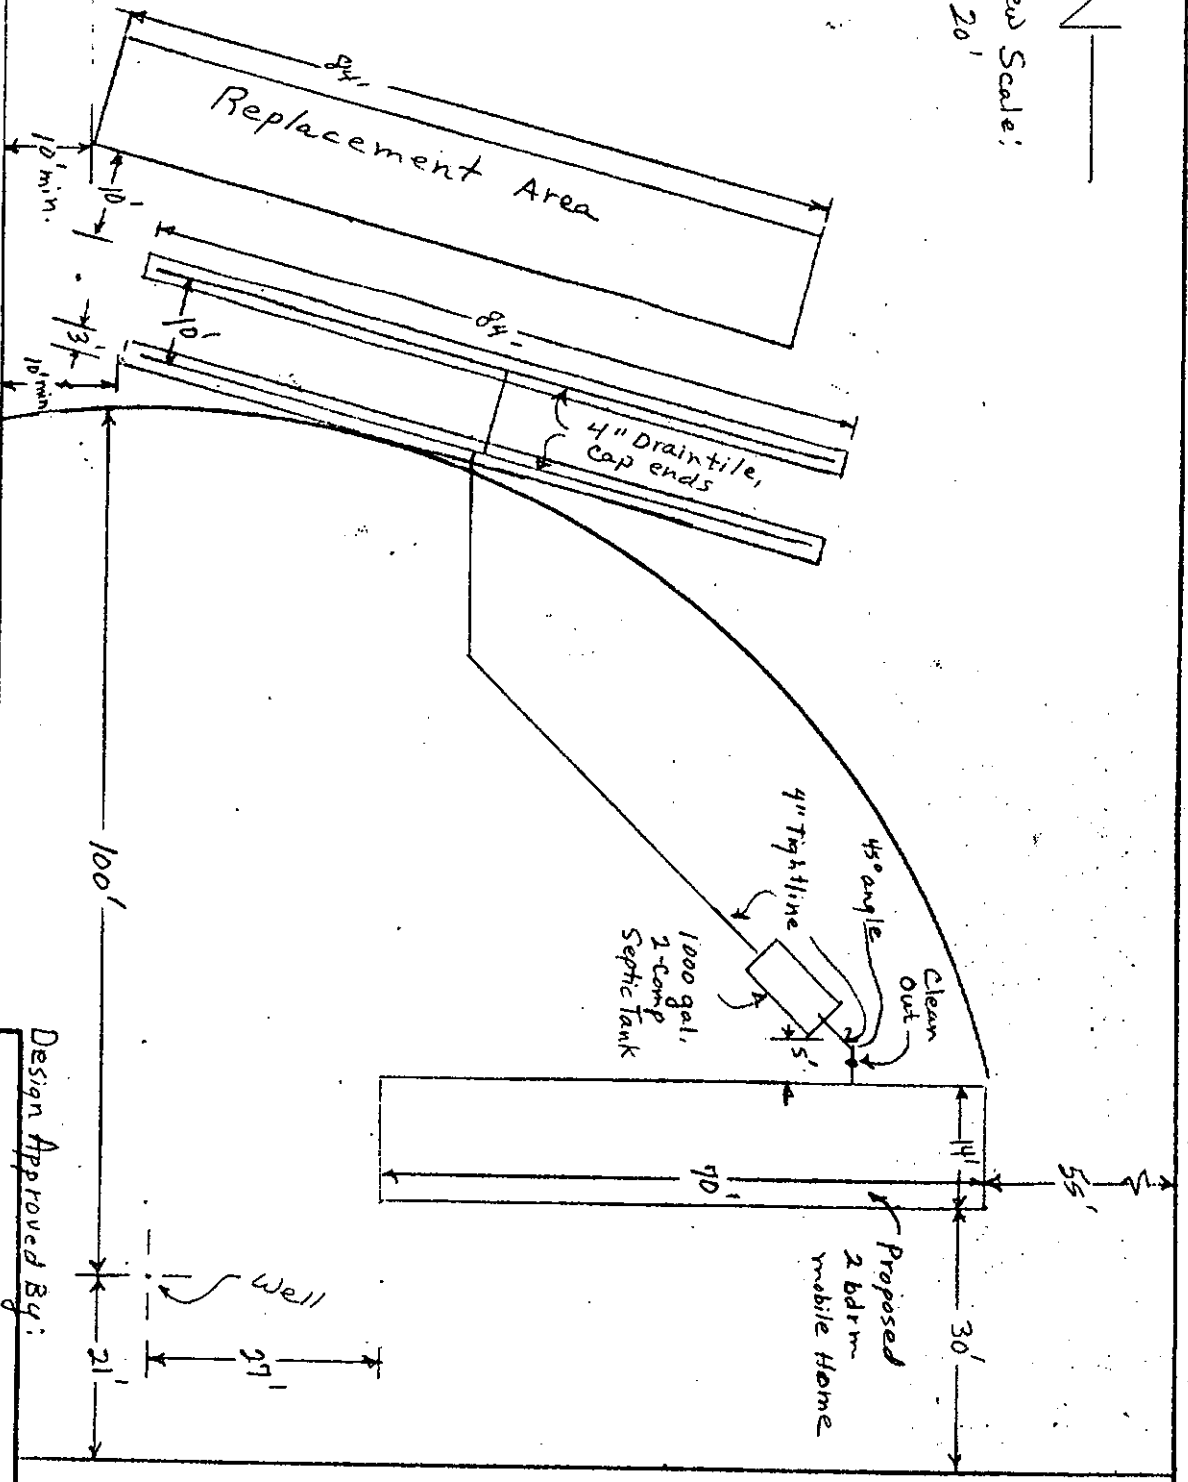 Scale:
20'
N
84'
Replacement Area
10' min.
10'
84'
10'
3'
10' min
4" Draintile,
cap ends
100'
4" Tightline
45° angle
Clean
out
1000 gal.
2-comp
Septic Tank
5'
14'
55'
70'
30'
Proposed
2 bdrm
mobile Home
Well
27'
21'
Design Approved By: